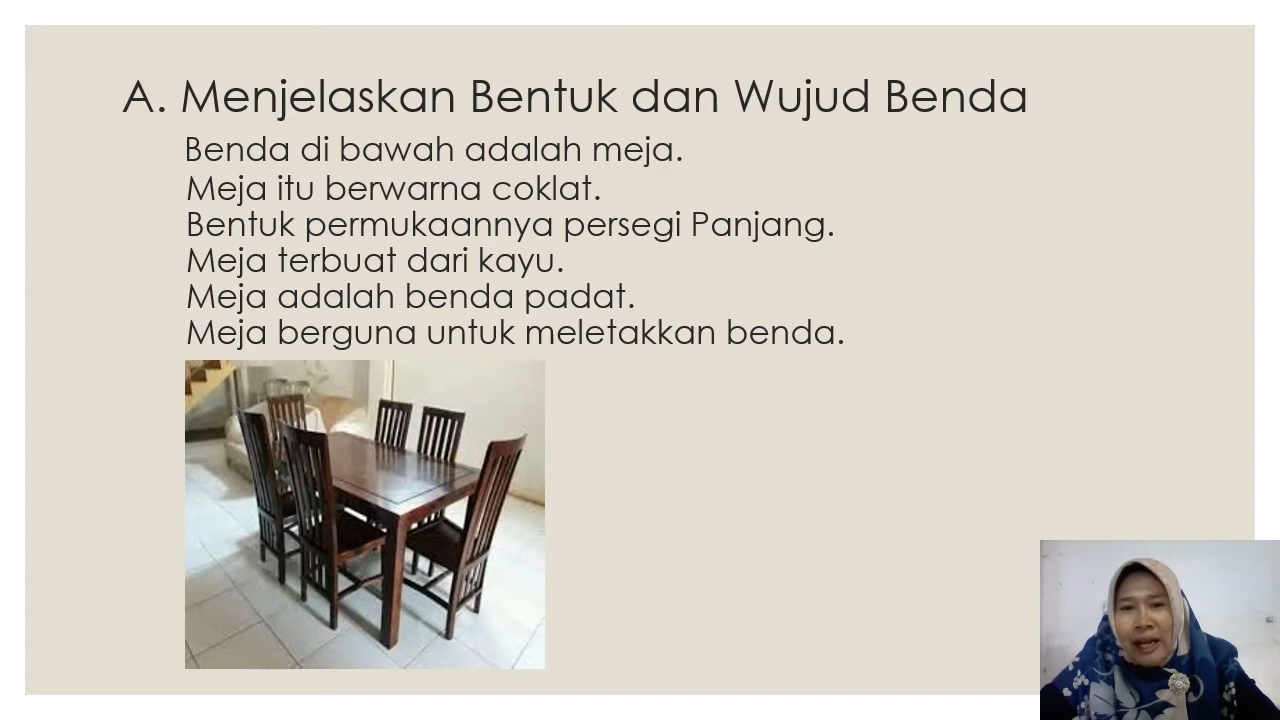 A. Menjelaskan Bentuk dan Wujud Benda
Benda di bawah adalah meja.
Meja itu berwarna coklat.
Bentuk permukaannya persegi Panjang.
Meja terbuat dari kayu.
Meja adalah benda padat.
Meja berguna untuk meletakkan benda.